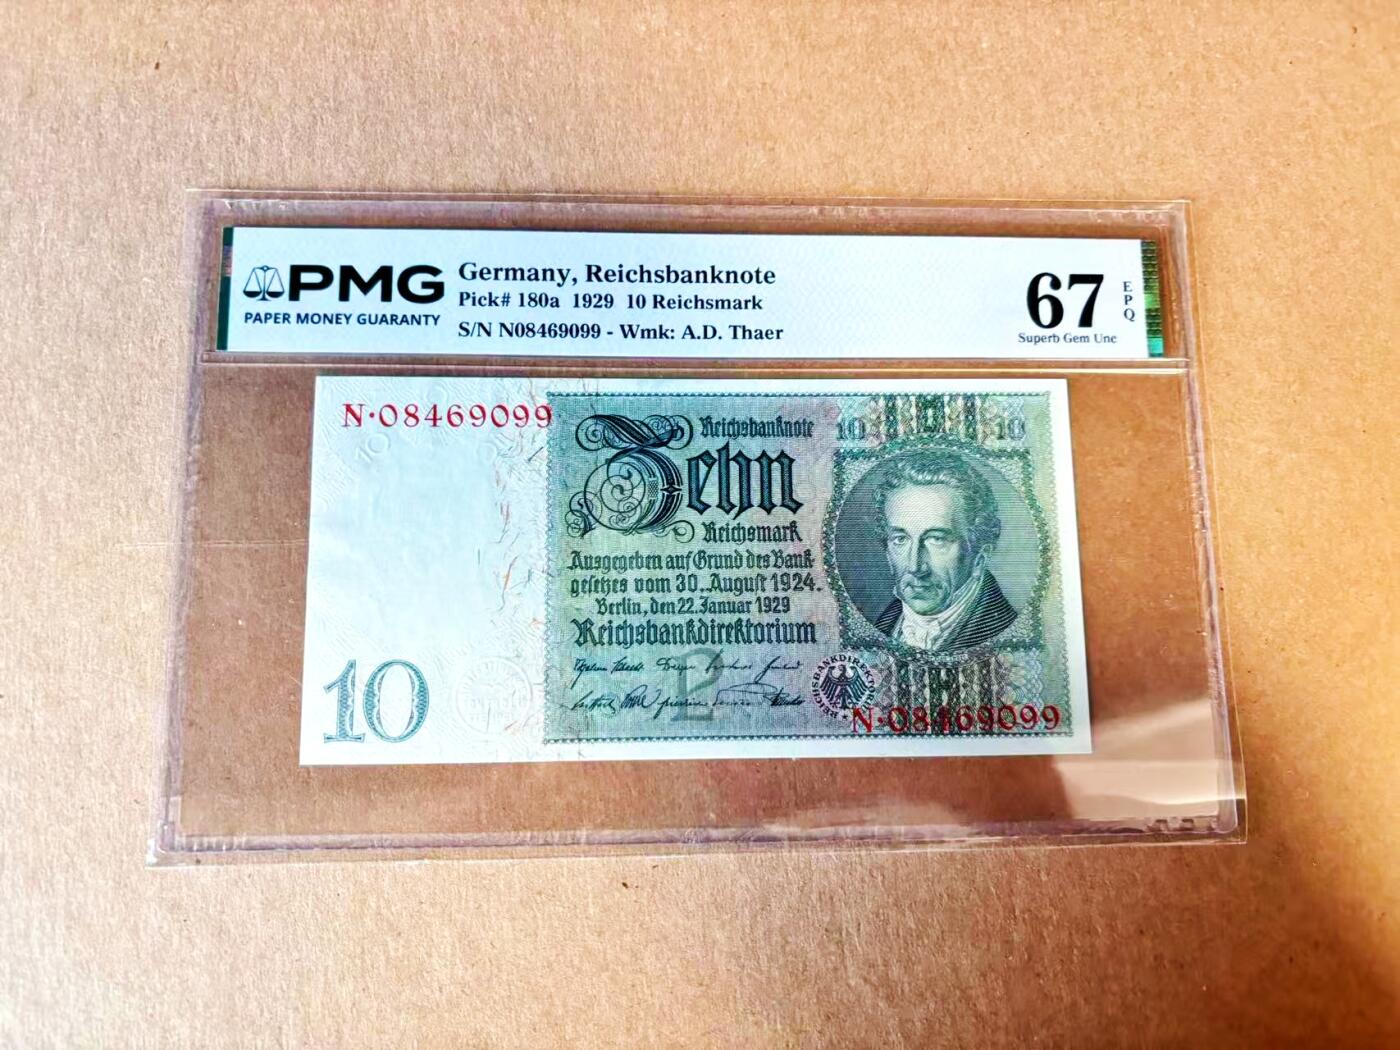 PMG
PAPER MONEY GUARANTY
Germany, Reichsbanknote
Pick# 180a 1929 10 Reichsmark
S/N N08469099 - Wmk: A.D. Thaer
67
EPQ
Superb Gem Unc
N·08469099
Reichsbanknote
10 10
Zehn
Reichsmark
Ausgegeben auf Grund des Bank-
gesetzes vom 30. August 1924.
Berlin, den 22. Januar 1929
Reichsbankdirektorium
2
REICHSBANKDIREKTORIUM
10
N·08469099